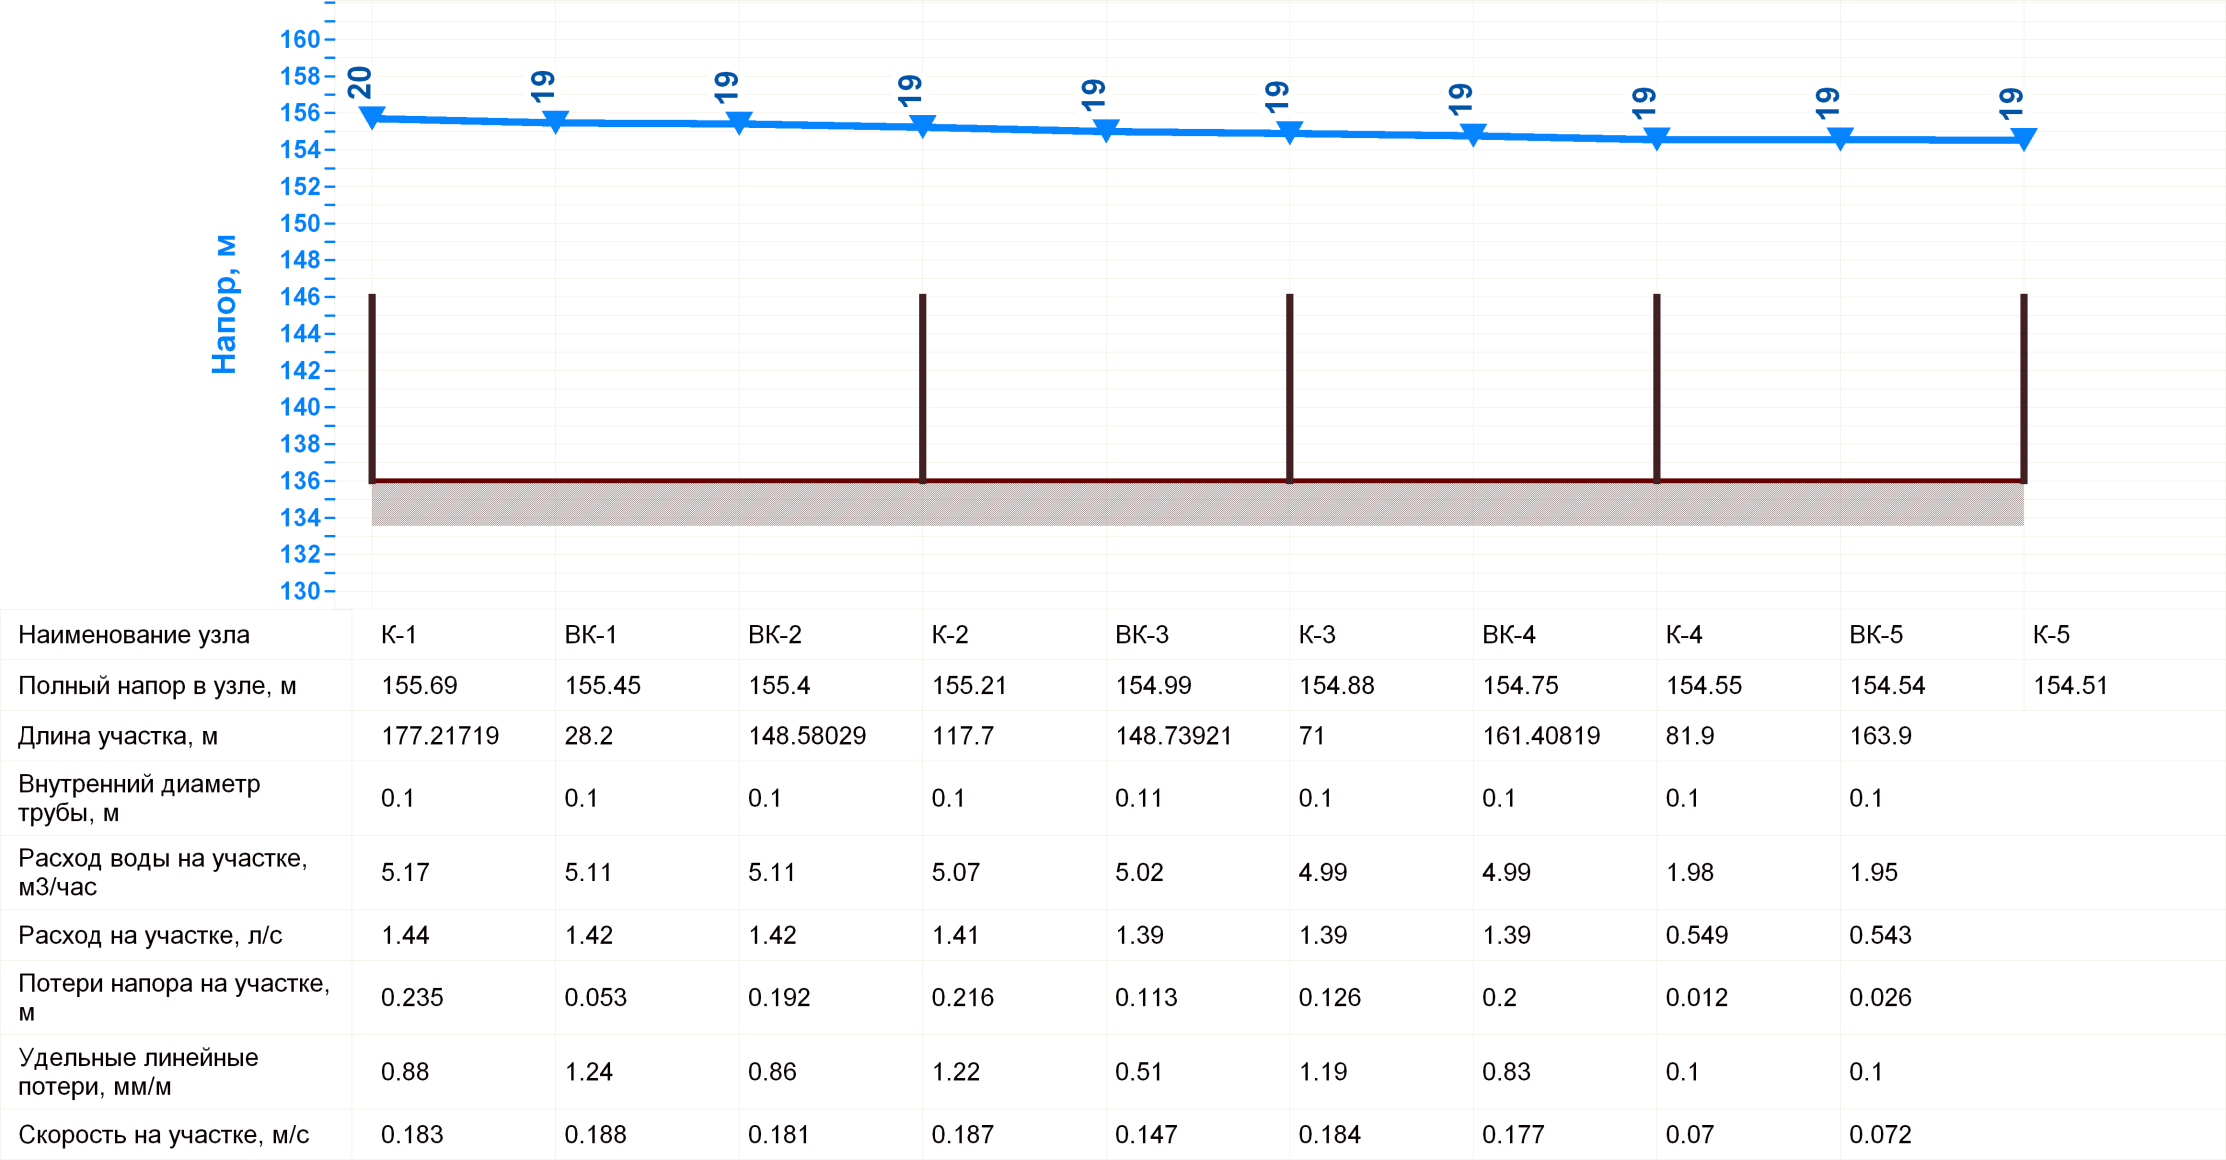 160
158
156
154
152
150
148
146
144
142
140
138
136
134
132
130
Напор, м
20
19
19
19
19
19
19
19
19
19
Наименование узла К-1 ВК-1 ВК-2 К-2 ВК-3 К-3 ВК-4 К-4 ВК-5 К-5
Полный напор в узле, м 155.69 155.45 155.4 155.21 154.99 154.88 154.75 154.55 154.54 154.51
Длина участка, м 177.21719 28.2 148.58029 117.7 148.73921 71 161.40819 81.9 163.9
Внутренний диаметр
трубы, м 0.1 0.1 0.1 0.1 0.11 0.1 0.1 0.1 0.1
Расход воды на участке,
м3/час 5.17 5.11 5.11 5.07 5.02 4.99 4.99 1.98 1.95
Расход на участке, л/с 1.44 1.42 1.42 1.41 1.39 1.39 1.39 0.549 0.543
Потери напора на участке,
м 0.235 0.053 0.192 0.216 0.113 0.126 0.2 0.012 0.026
Удельные линейные
потери, мм/м 0.88 1.24 0.86 1.22 0.51 1.19 0.83 0.1 0.1
Скорость на участке, м/с 0.183 0.188 0.181 0.187 0.147 0.184 0.177 0.07 0.072